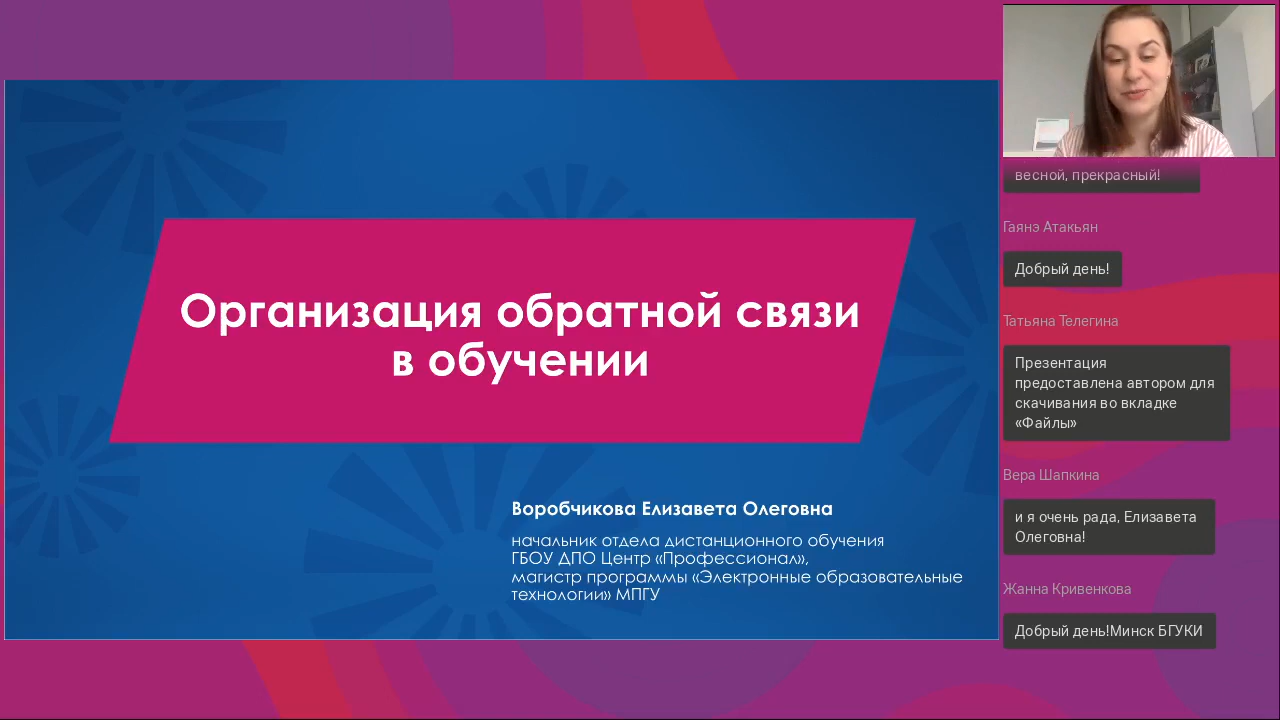 Организация обратной связи
в обучении
Воробчикова Елизавета Олеговна
начальник отдела дистанционного обучения
ГБОУ ДПО Центр «Профессионал»,
магистр программы «Электронные образовательные
технологии» МПГУ
весной, прекрасный!
Гаянэ Атакьян
Добрый день!
Татьяна Телегина
Презентация
предоставлена автором для
скачивания во вкладке
«Файлы»
Вера Шапкина
и я очень рада, Елизавета
Олеговна!
Жанна Кривенкова
Добрый день!Минск БГУКИ